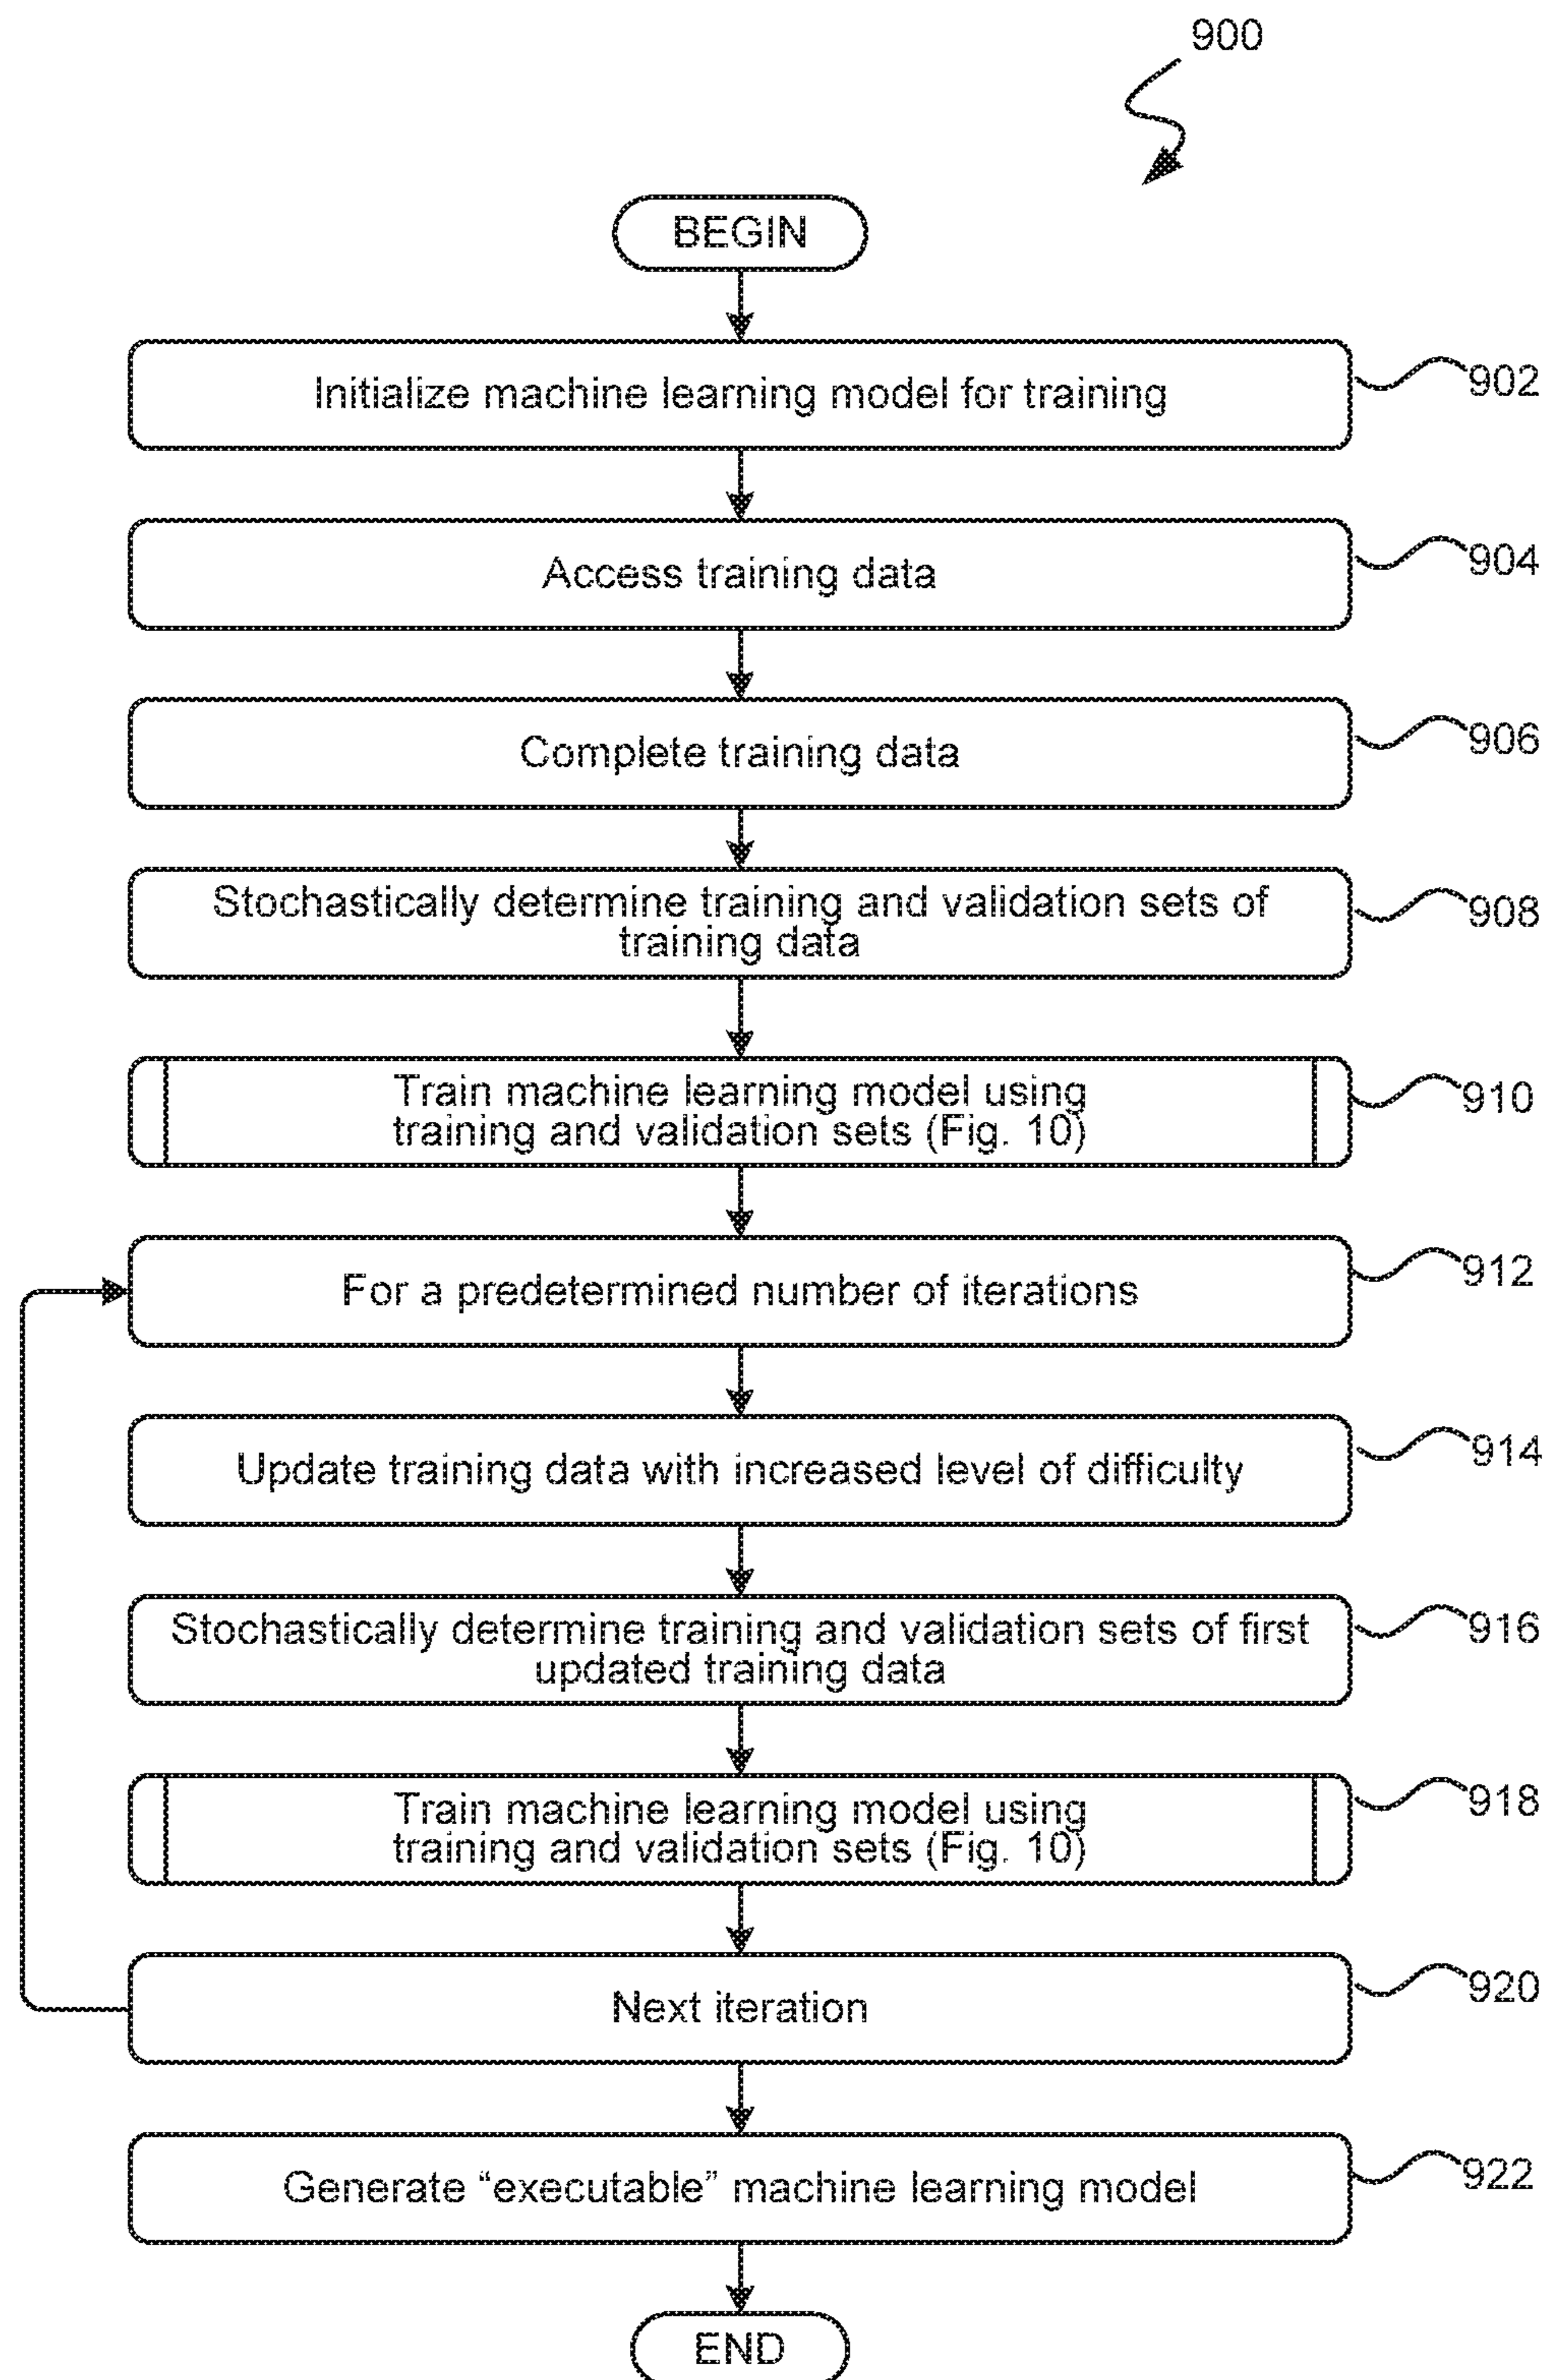 900
BEGIN
Initialize machine learning model for training
902
Access training data
904
Complete training data
906
Stochastically determine training and validation sets of
training data
908
Train machine learning model using
training and validation sets (Fig. 10)
910
For a predetermined number of iterations
912
Update training data with increased level of difficulty
914
Stochastically determine training and validation sets of first
updated training data
916
Train machine learning model using
training and validation sets (Fig. 10)
918
Next iteration
920
Generate “executable” machine learning model
922
END